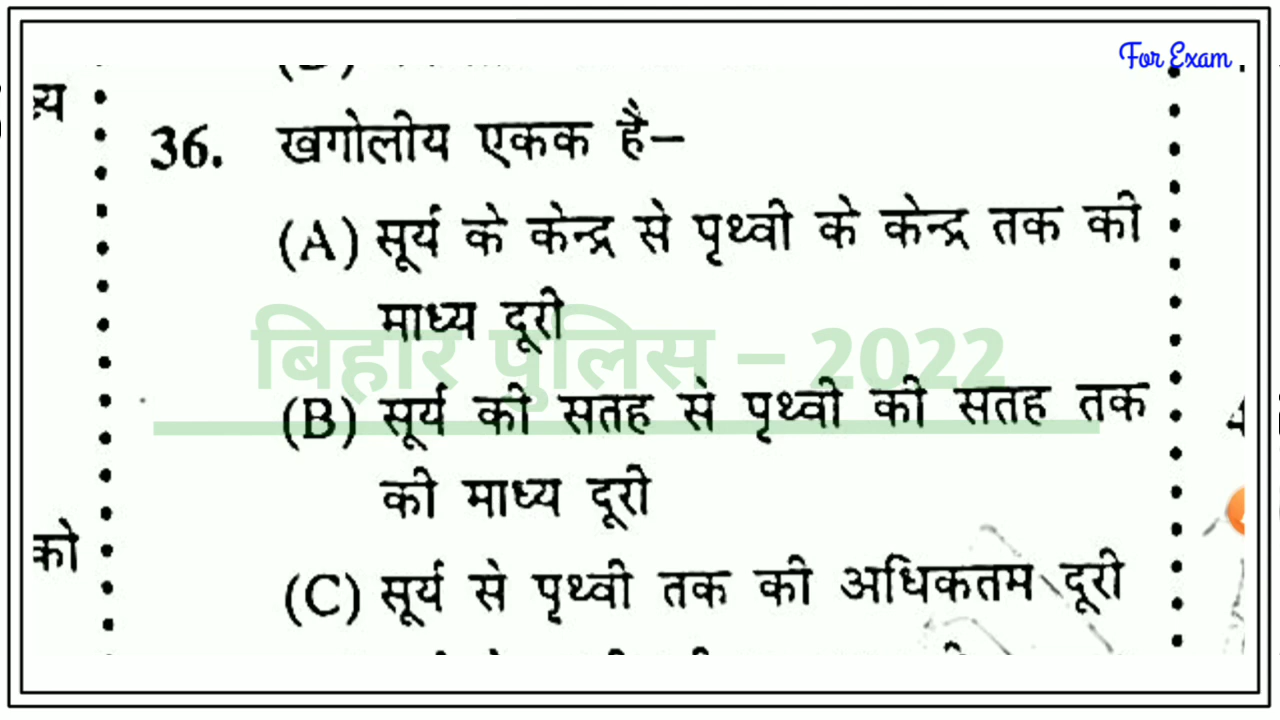 For Exam
36. खगोलीय एकक है–
(A) सूर्य के केन्द्र से पृथ्वी के केन्द्र तक की
माध्य दूरी
बिहार पुलिस – 2022
(B) सूर्य की सतह से पृथ्वी की सतह तक
की माध्य दूरी
को
(C) सूर्य से पृथ्वी तक की अधिकतम दूरी